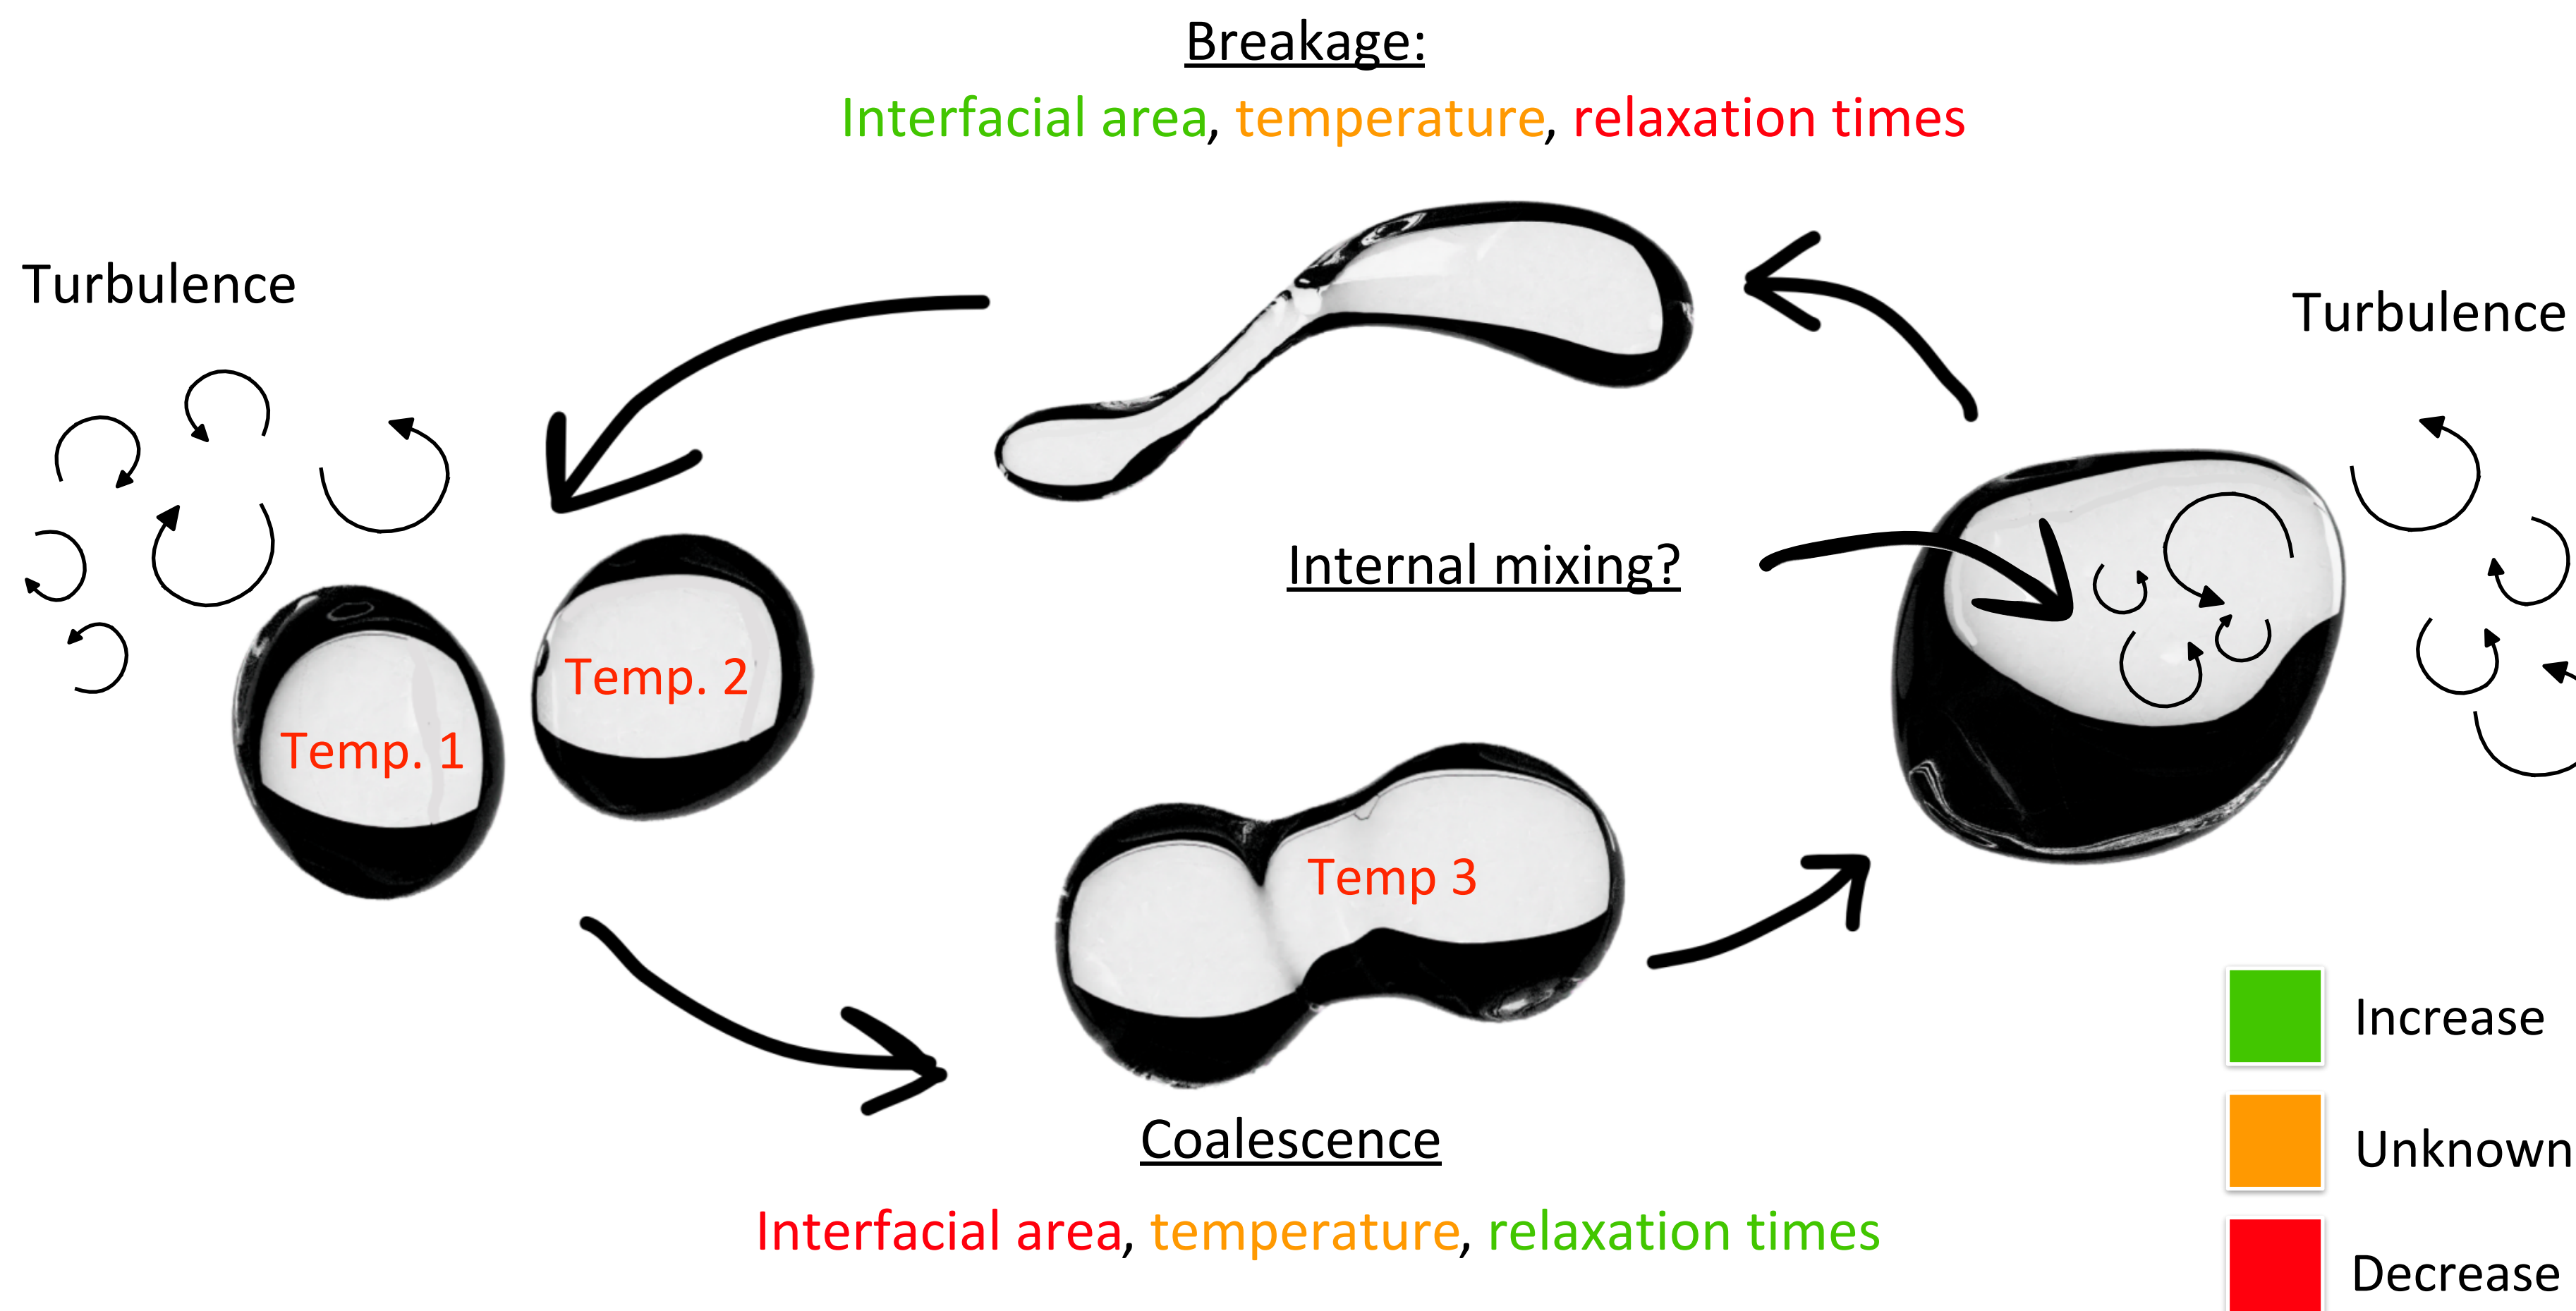 Breakage:
Interfacial area, temperature, relaxation times
Turbulence
Turbulence
Internal mixing?
Temp. 2
Temp. 1
Temp 3
Coalescence
Interfacial area, temperature, relaxation times
Increase
Unknown
Decrease